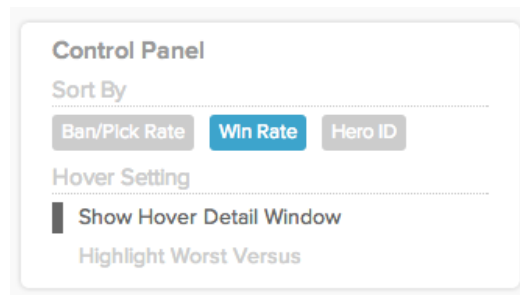 Control Panel
Sort By
Ban/Pick Rate Win Rate Hero ID
Hover Setting
Show Hover Detail Window
Highlight Worst Versus